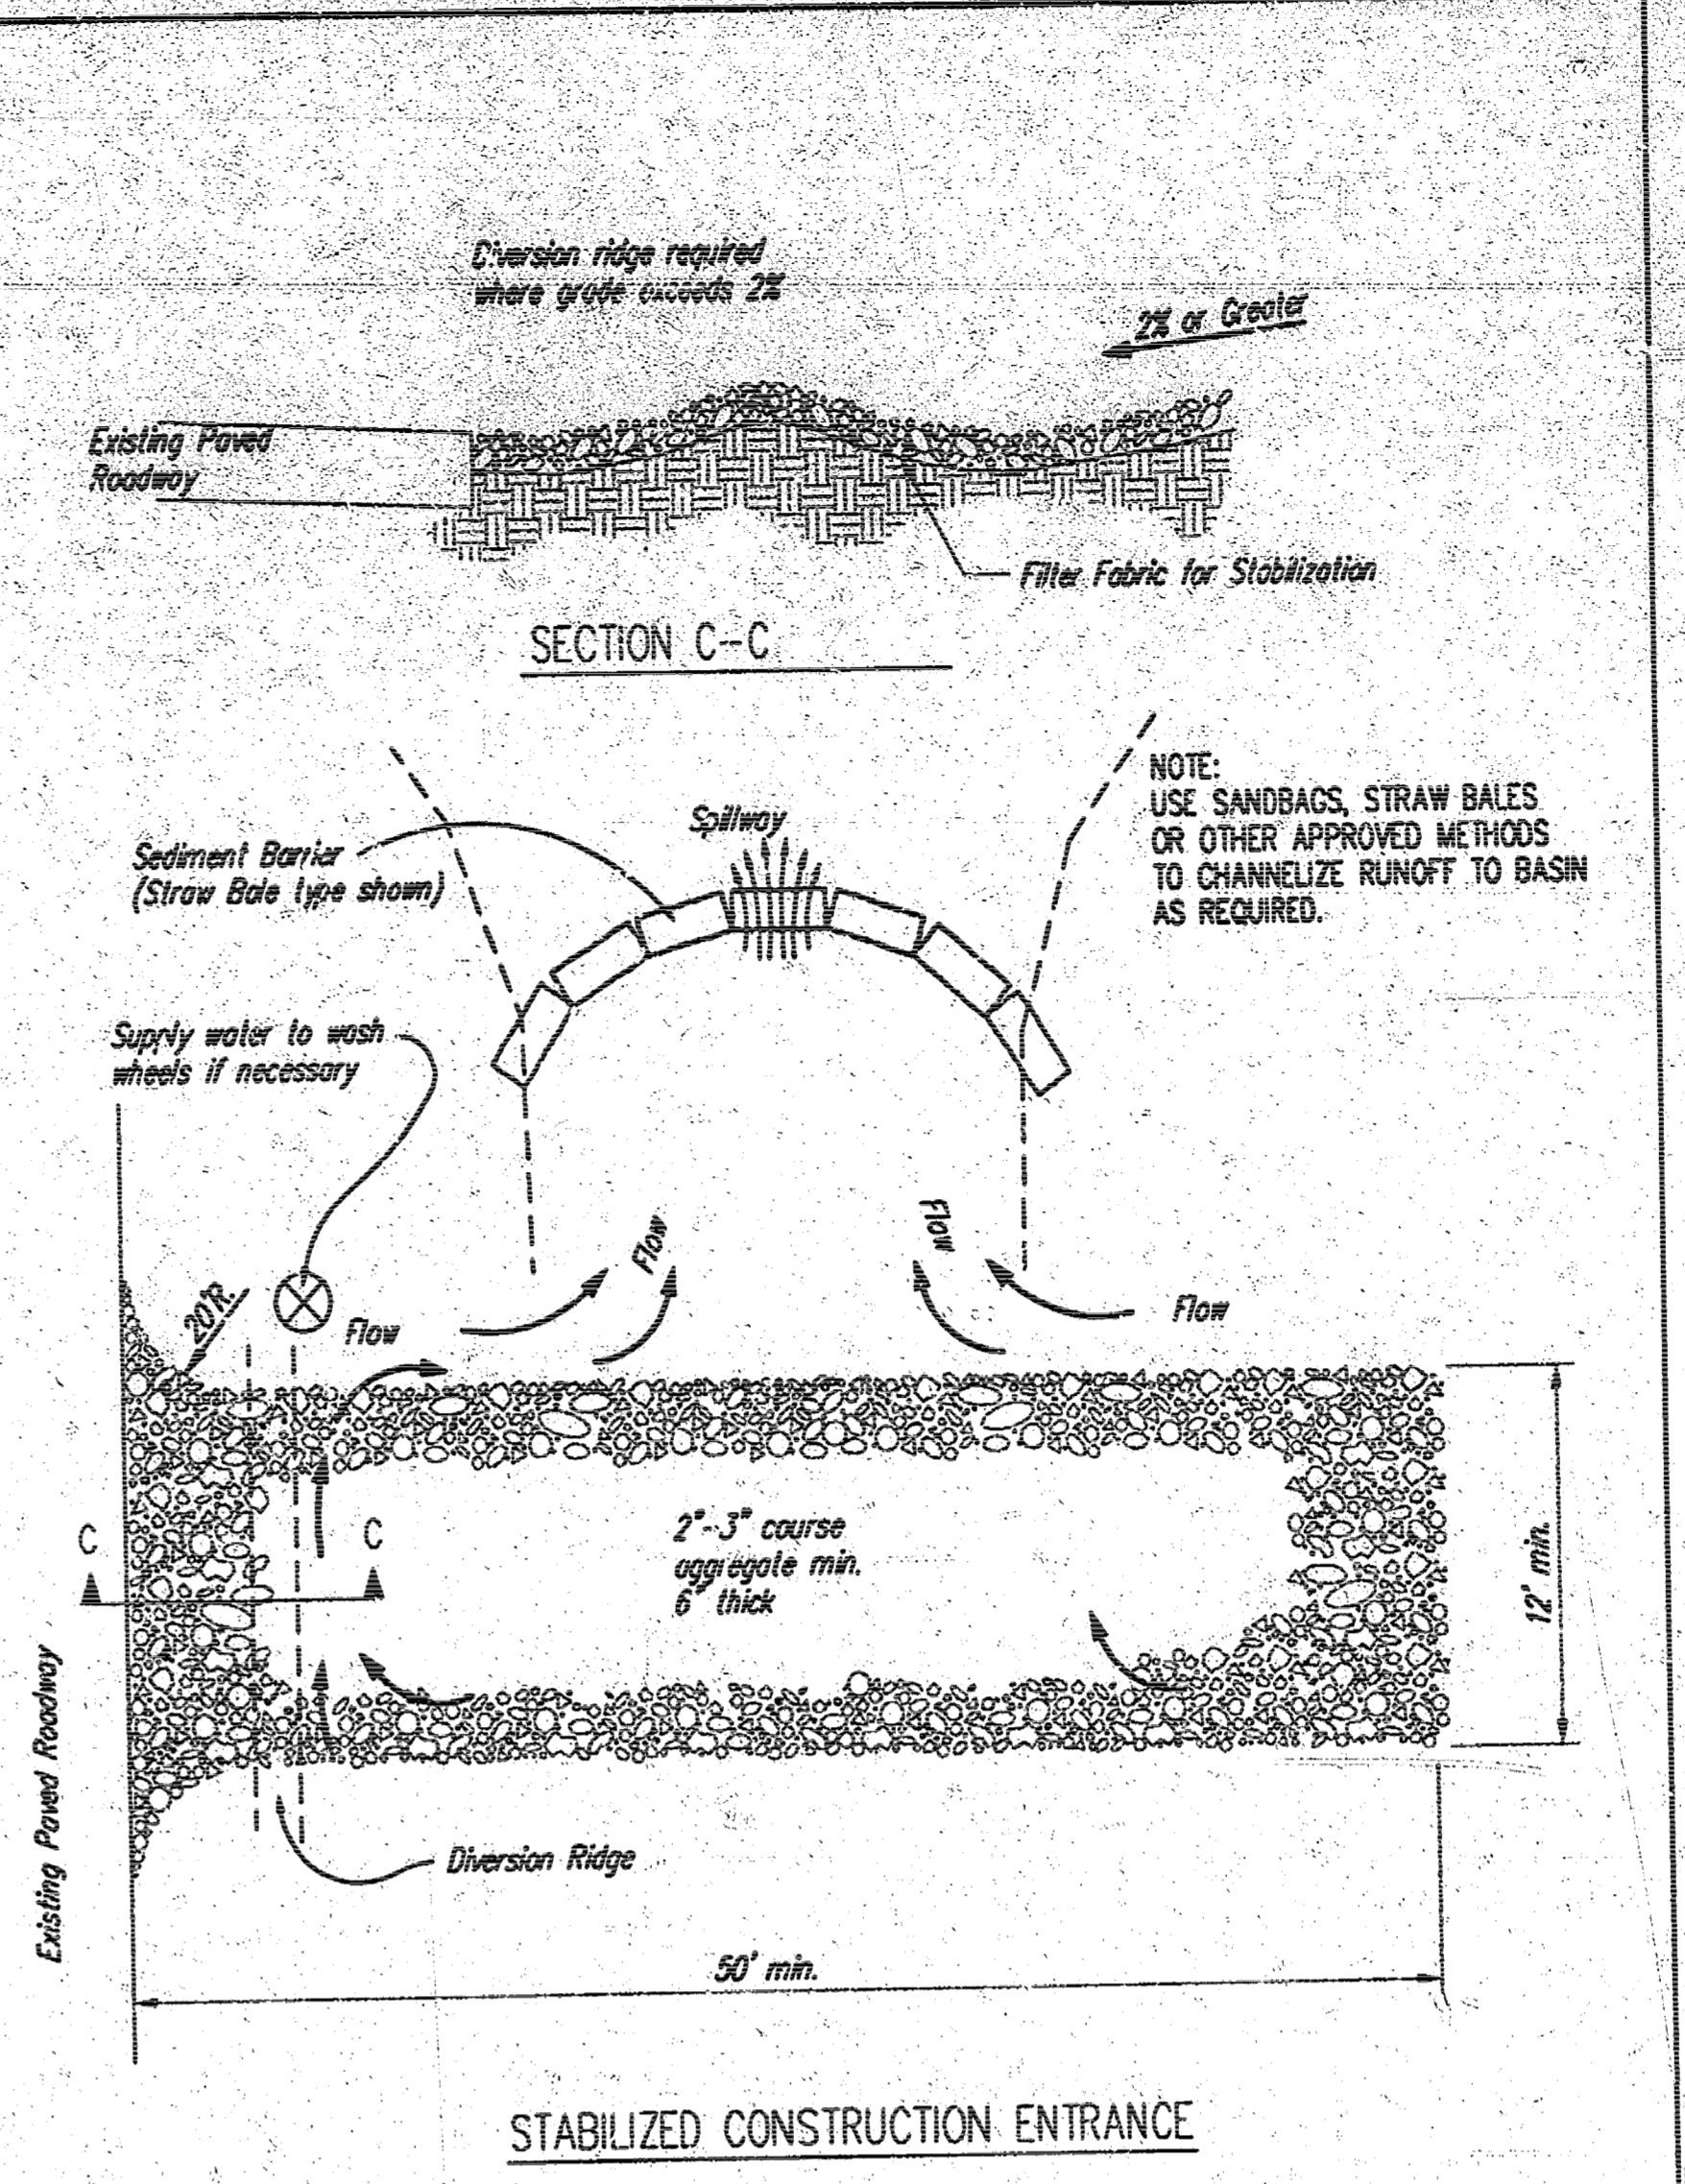 Diversion ridge required
where grade exceeds 2%
2% or Greater
Existing Paved
Roadway
Filter Fabric for Stabilization
SECTION C--C
NOTE:
USE SANDBAGS, STRAW BALES
OR OTHER APPROVED METHODS
TO CHANNELIZE RUNOFF TO BASIN
AS REQUIRED.
Spillway
Sediment Barrier
(Straw Bale type shown)
Supply water to wash
wheels if necessary
Flow
Flow
20'R.
Flow
Flow
C
C
2"-3" course
aggregate min.
6" thick
12' min.
Existing Paved Roadway
Diversion Ridge
50' min.
STABILIZED CONSTRUCTION ENTRANCE